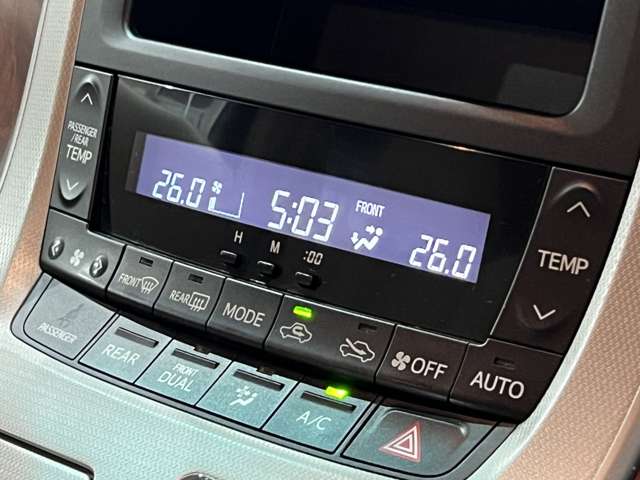 PASSENGER
/REAR
TEMP
26.0 5:03 FRONT 26.0
H M :00
TEMP
FRONT REAR MODE OFF AUTO
PASSENGER REAR FRONT DUAL A/C